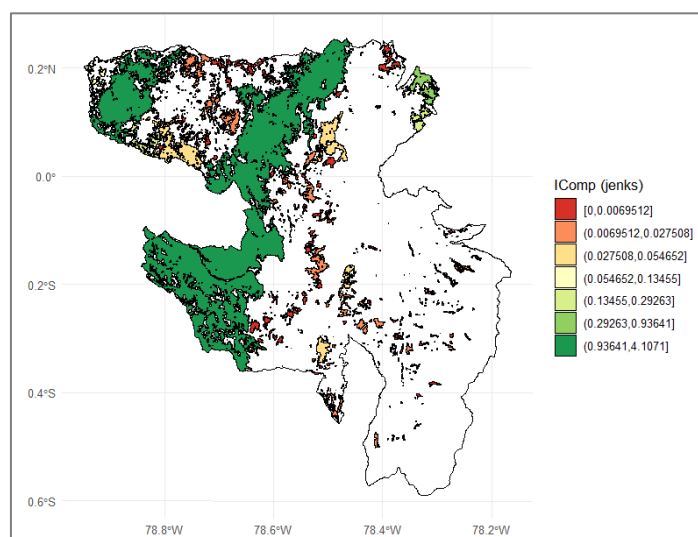 0.2°N
0.0°
0.2°S
0.4°S
0.6°S
78.8°W
78.6°W
78.4°W
78.2°W
IComp (jenks)
[0,0.0069512]
(0.0069512,0.027508]
(0.027508,0.054652]
(0.054652,0.13455]
(0.13455,0.29263]
(0.29263,0.93641]
(0.93641,4.1071]